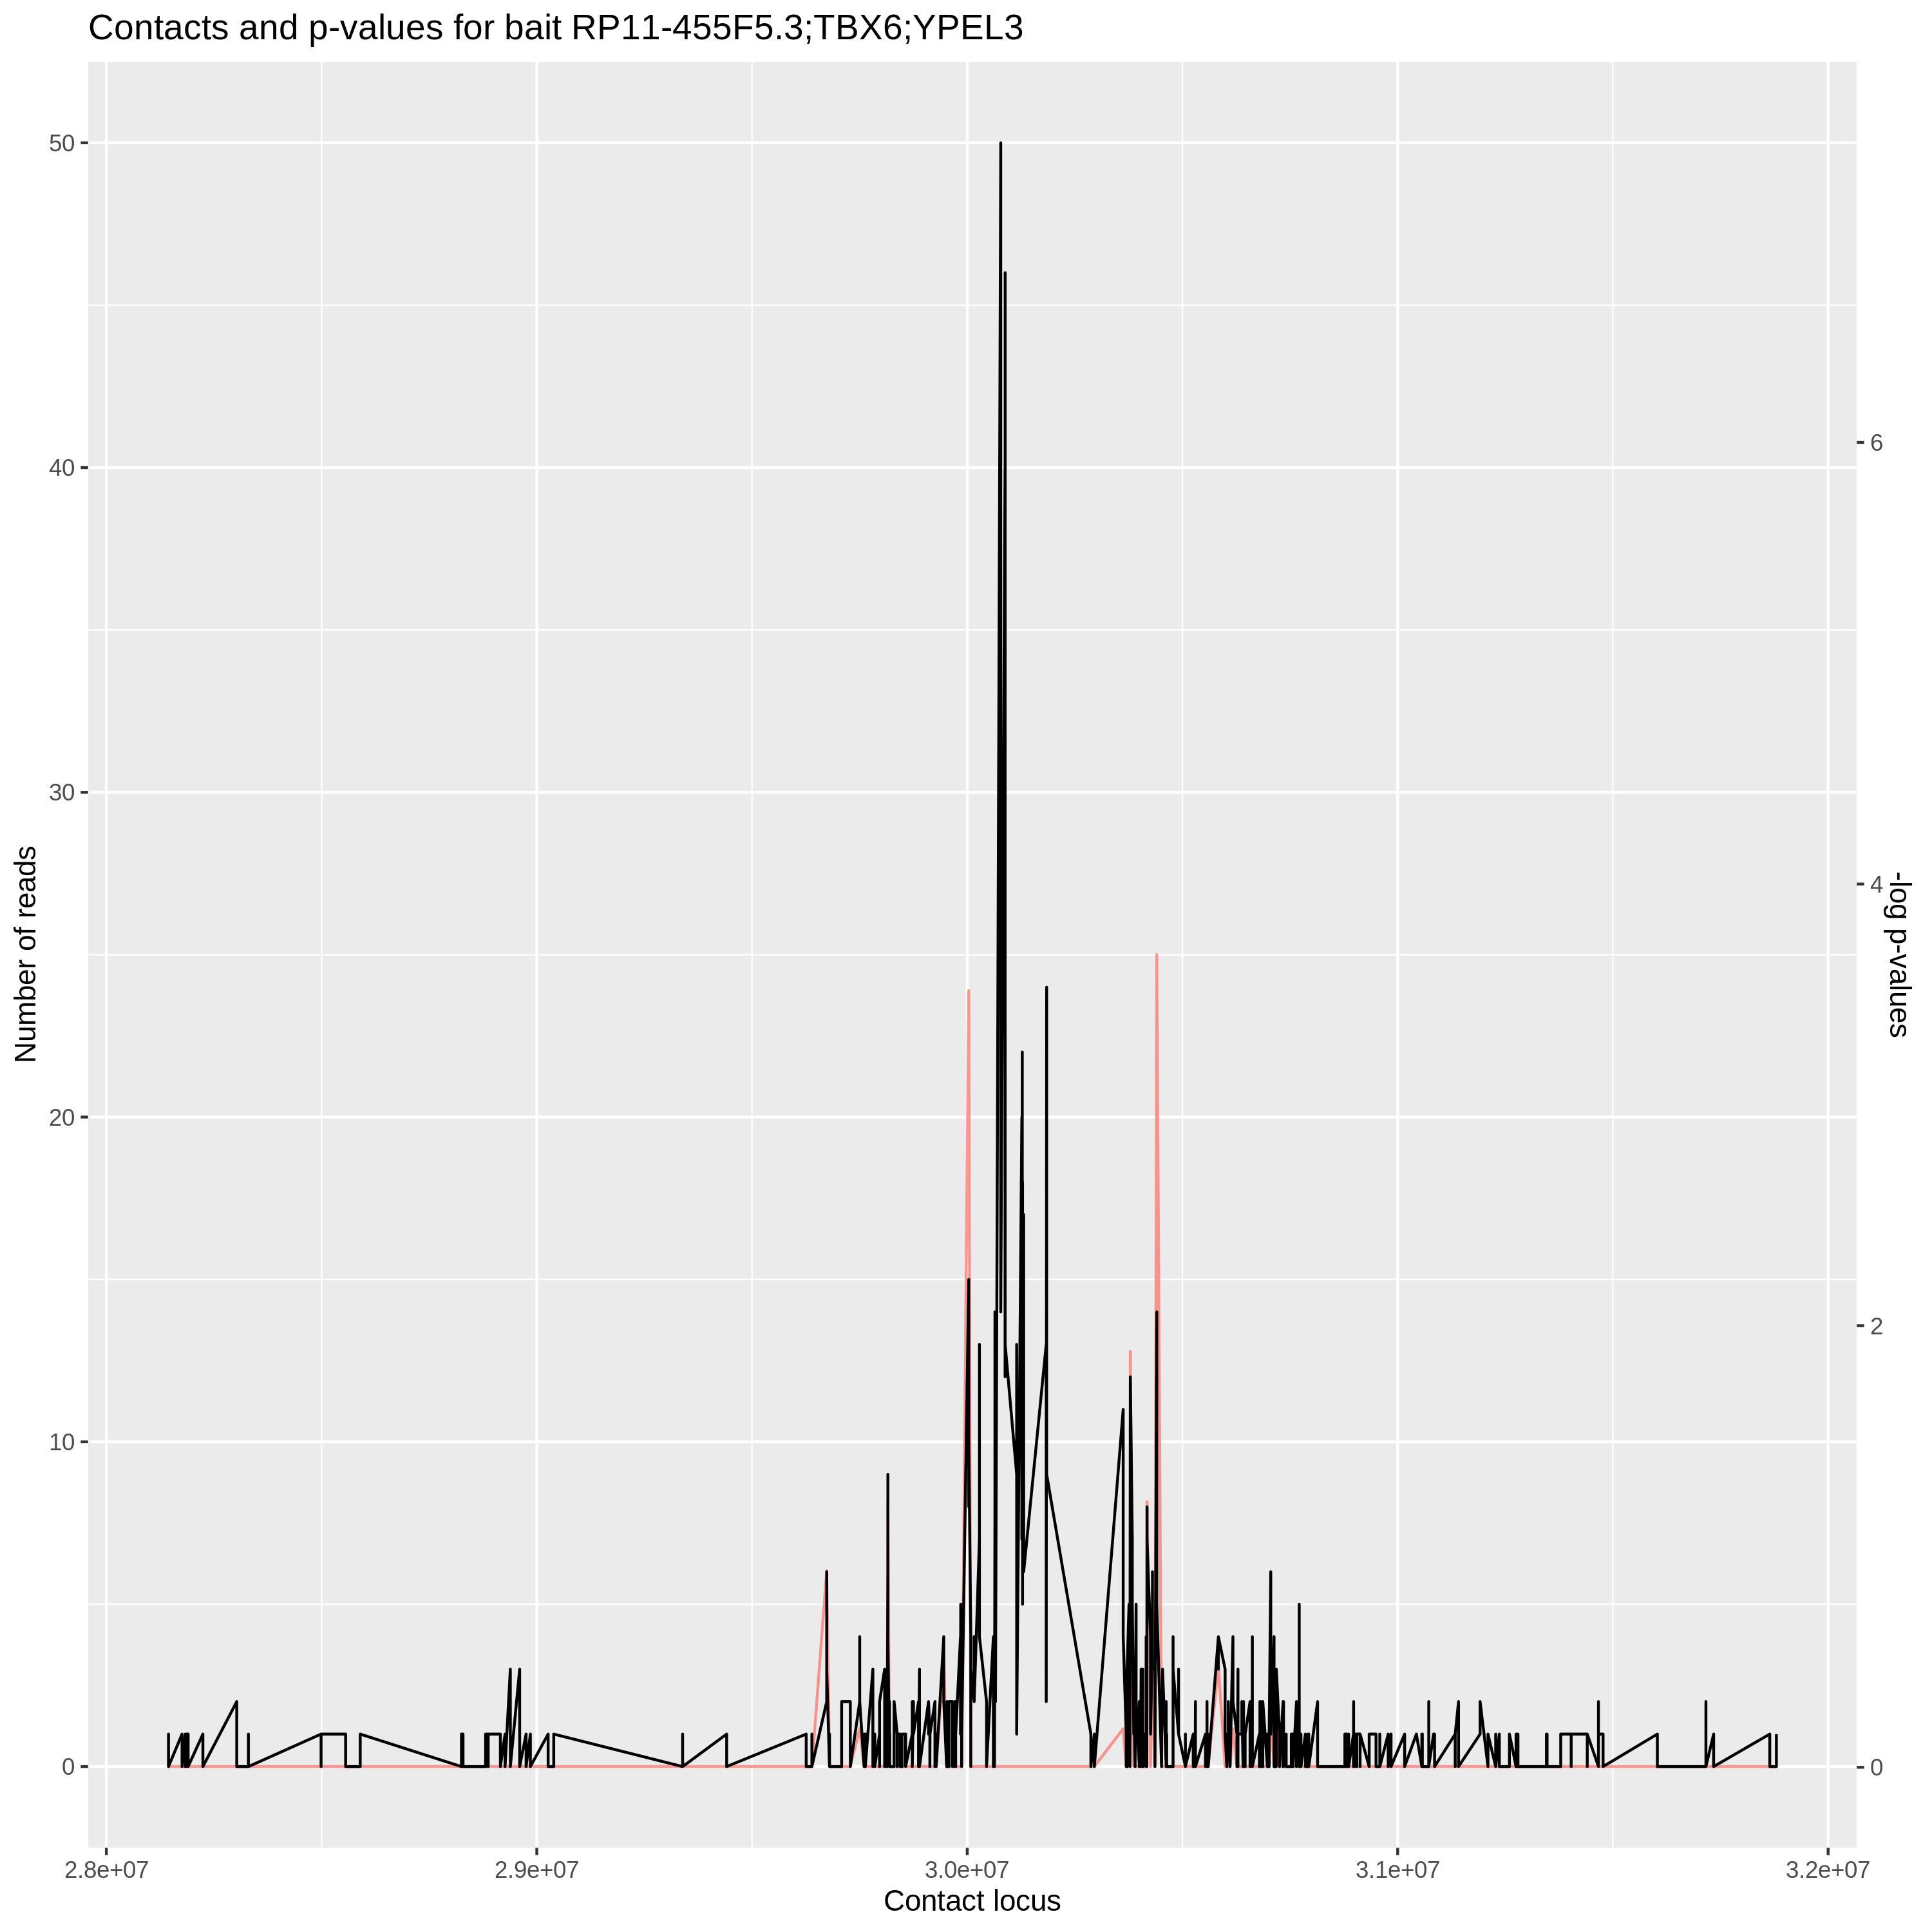 Contacts and p-values for bait RP11-455F5.3;TBX6;YPEL3
50
40
30
20
10
0
Number of reads
6
4
2
0
-log p-values
2.8e+07
2.9e+07
3.0e+07
3.1e+07
3.2e+07
Contact locus